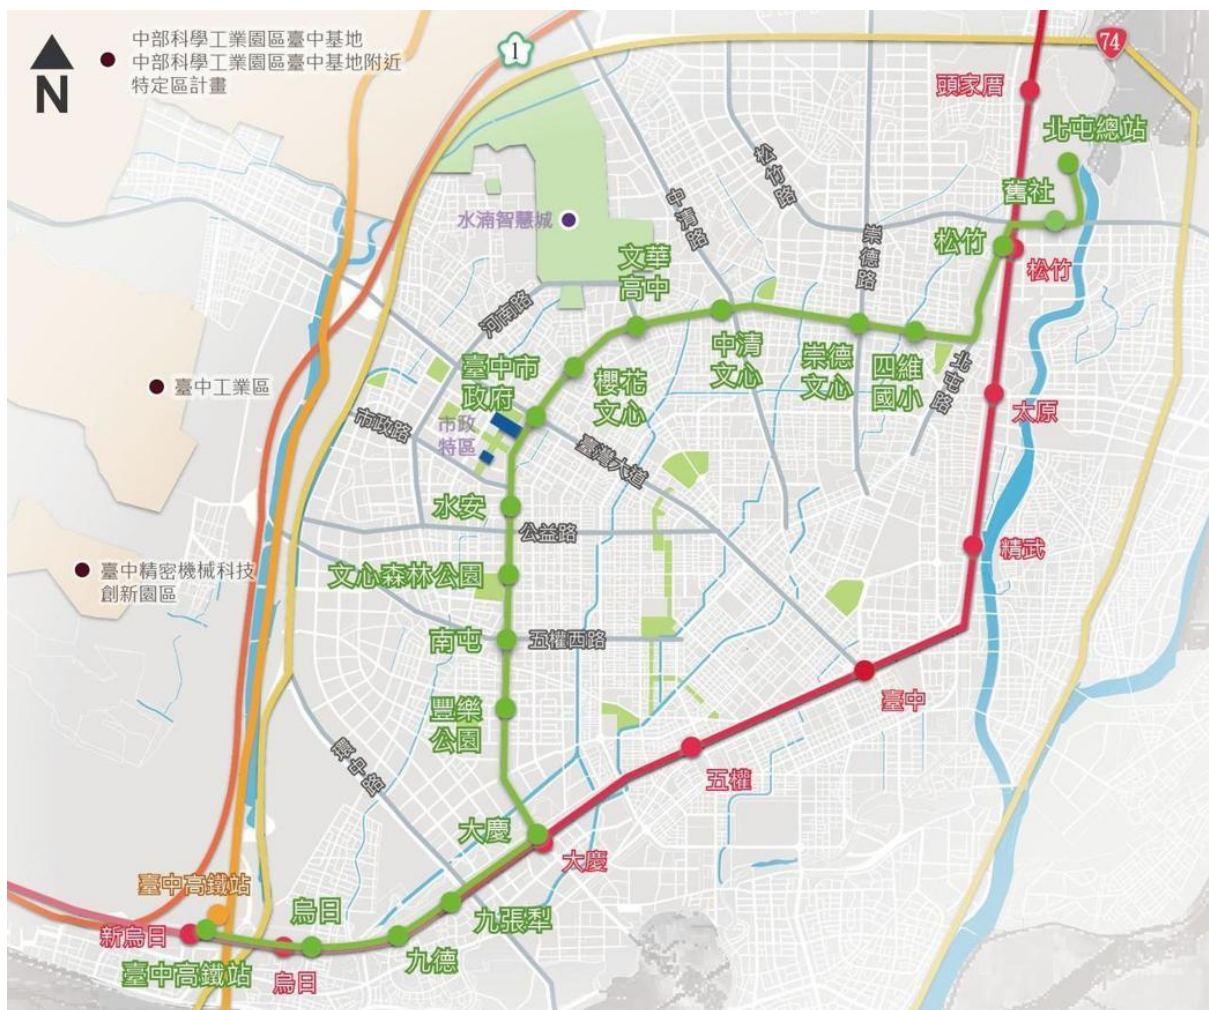 中部科學工業園區臺中基地
中部科學工業園區臺中基地附近
特定區計畫
N
1
74
頭家厝
北屯總站
松竹路
舊社
中清路
水湳智慧城
崇德路
松竹
松竹
文華
高中
河南路
臺中市
政府
櫻花
文心
中清
文心
崇德
文心
四維
國小
北屯路
臺中工業區
太原
市政路
市政
特區
臺灣大道
水安
公益路
精武
臺中精密機械科技
創新園區
文心森林公園
南屯
五權西路
臺中
豐樂
公園
環中路
五權
大慶
大慶
臺中高鐵站
新烏日
烏日
九張犁
臺中高鐵站
烏日
九德